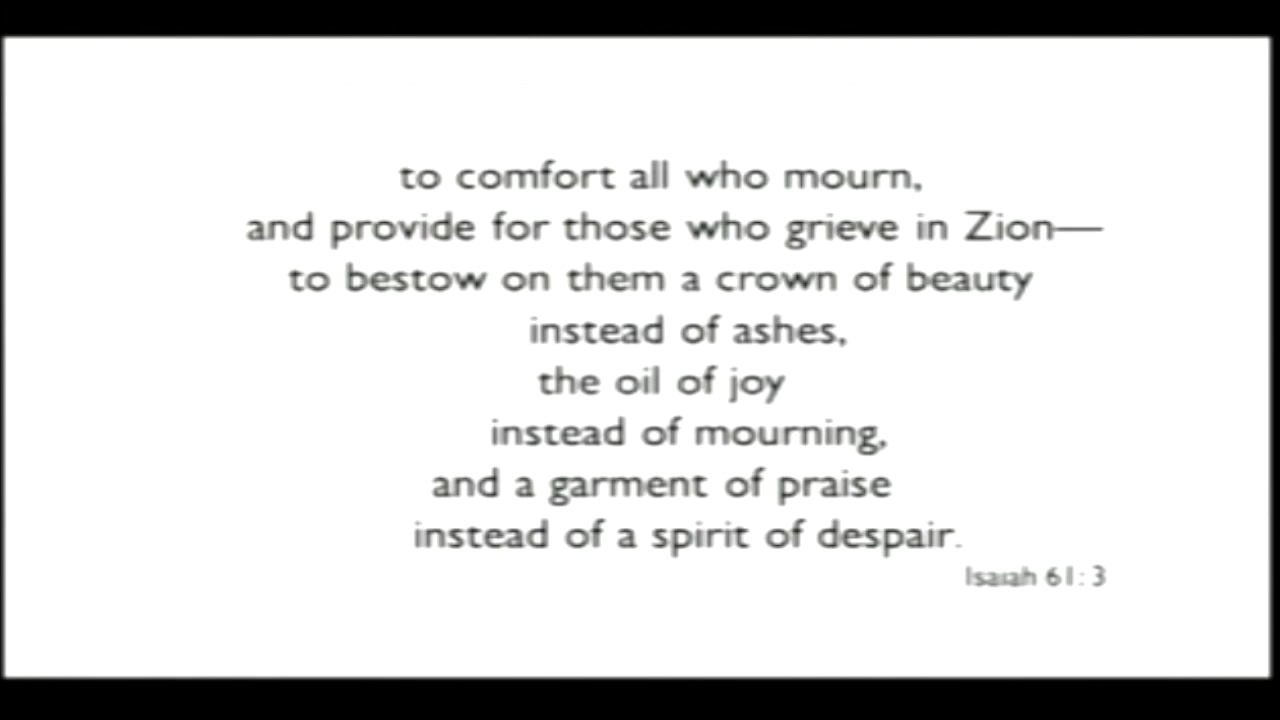 to comfort all who mourn,
and provide for those who grieve in Zion—
to bestow on them a crown of beauty
instead of ashes,
the oil of joy
instead of mourning,
and a garment of praise
instead of a spirit of despair.
Isaiah 61: 3